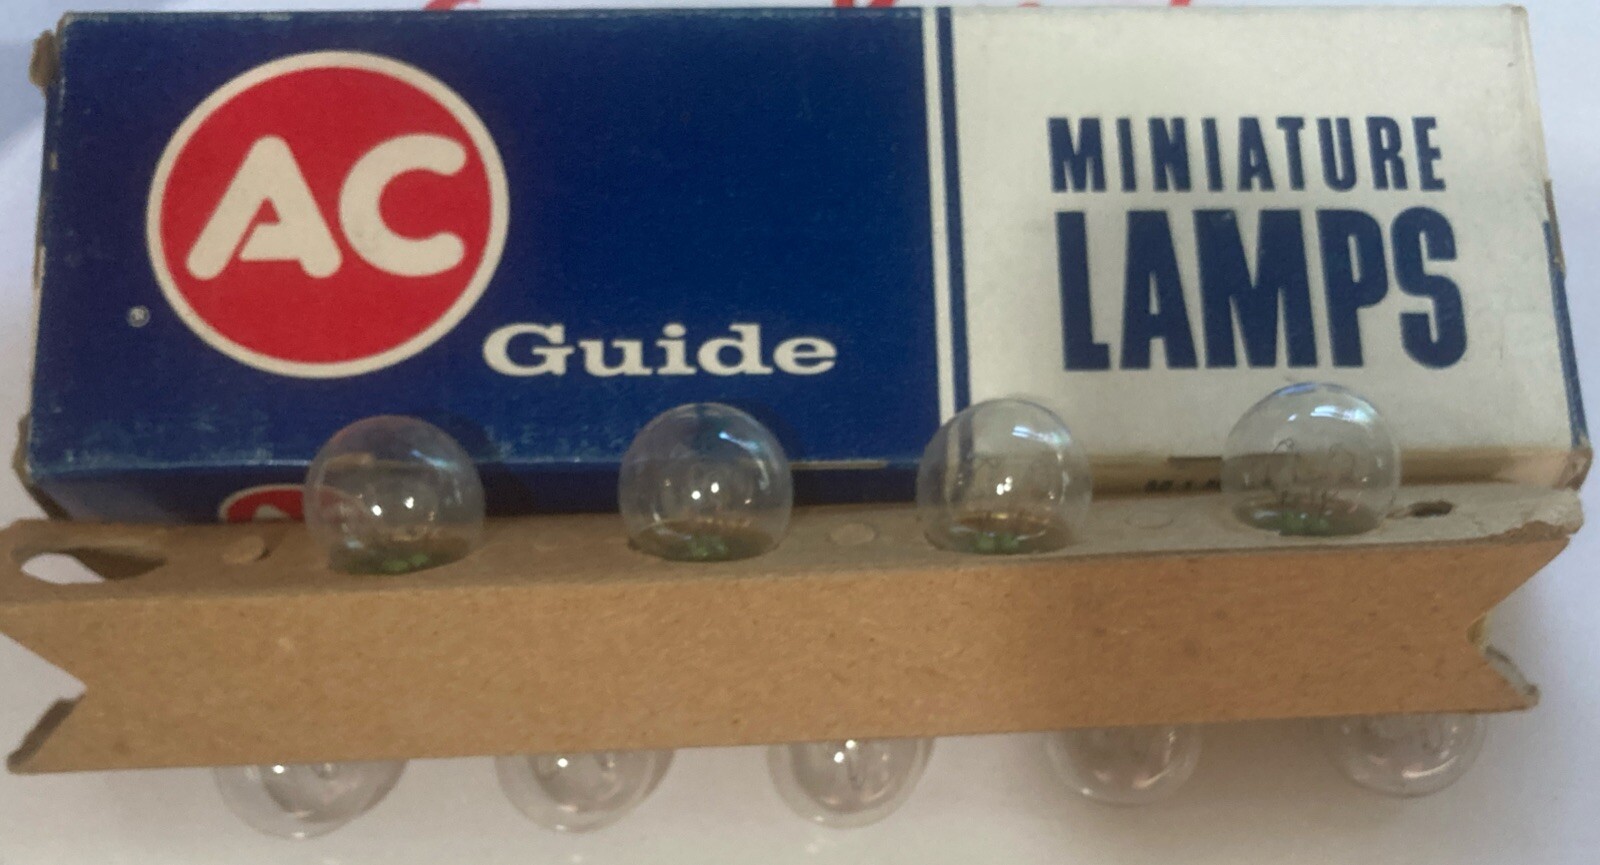 AC
®
Guide
MINIATURE
LAMPS